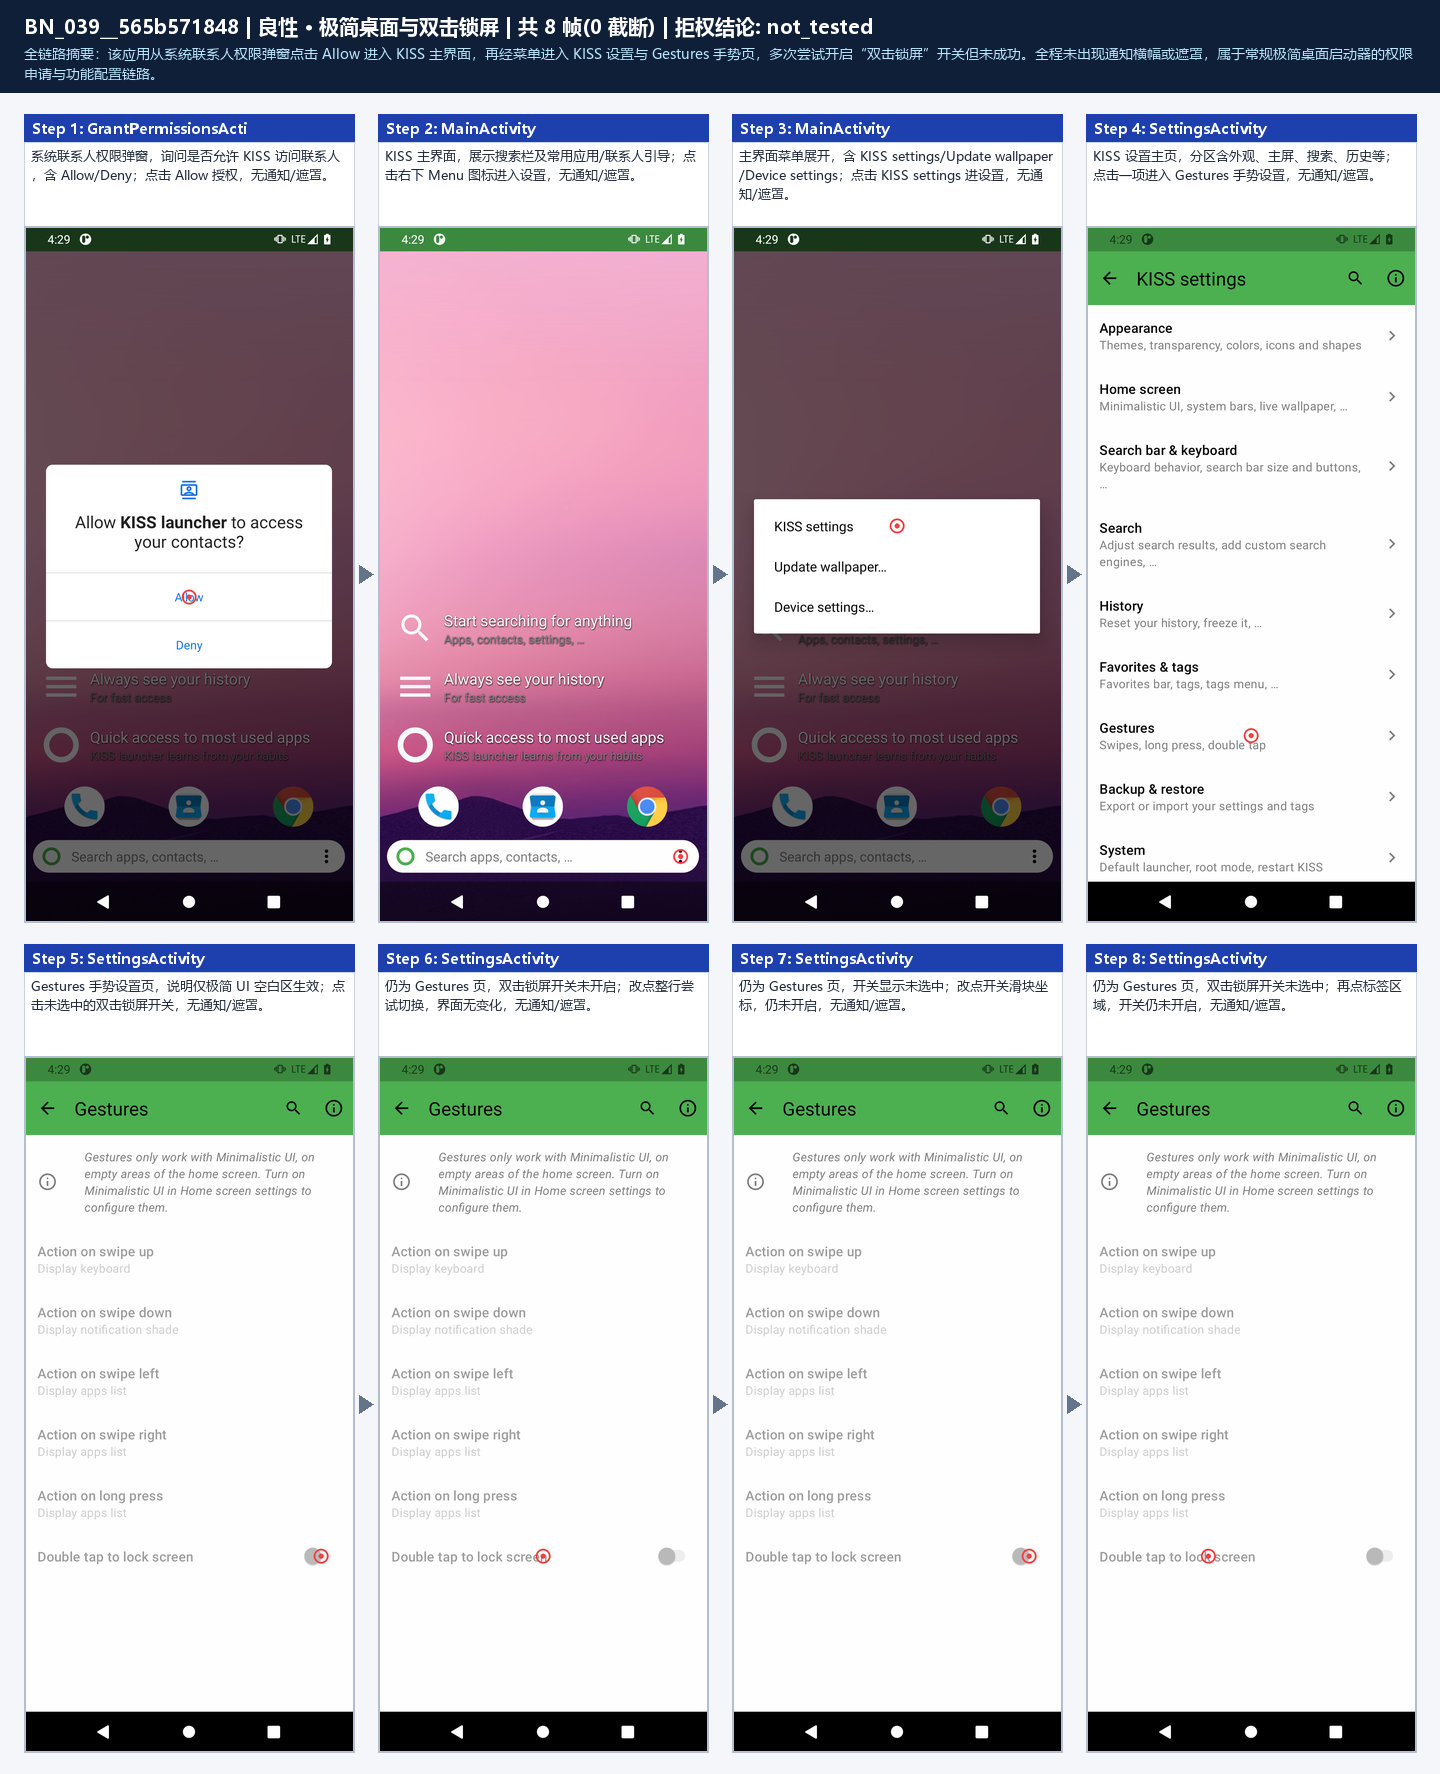 BN_039__565b571848 | 良性 • 极简桌面与双击锁屏 | 共 8 帧(0 截断) | 拒权结论: not_tested
全链路摘要：该应用从系统联系人权限弹窗点击 Allow 进入 KISS 主界面，再经菜单进入 KISS 设置与 Gestures 手势页，多次尝试开启“双击锁屏”开关但未成功。全程未出现通知横幅或遮罩，属于常规极简桌面启动器的权限
申请与功能配置链路。
Step 1: GrantPermissionsActi
系统联系人权限弹窗，询问是否允许 KISS 访问联系人
，含 Allow/Deny；点击 Allow 授权，无通知/遮罩。
4:29
LTE
Allow KISS launcher to access
your contacts?
Allow
Deny
Always see your history
For fast access
Quick access to most used apps
KISS launcher learns from your habits
Search apps, contacts, ...
Step 2: MainActivity
KISS 主界面，展示搜索栏及常用应用/联系人引导；点
击右下 Menu 图标进入设置，无通知/遮罩。
4:29
LTE
Start searching for anything
Apps, contacts, settings, ...
Always see your history
For fast access
Quick access to most used apps
KISS launcher learns from your habits
Search apps, contacts, ...
Step 3: MainActivity
主界面菜单展开，含 KISS settings/Update wallpaper
/Device settings；点击 KISS settings 进设置，无通
知/遮罩。
4:29
LTE
KISS settings
Update wallpaper...
Device settings...
Apps, contacts, settings, ...
Always see your history
For fast access
Quick access to most used apps
KISS launcher learns from your habits
Search apps, contacts, ...
Step 4: SettingsActivity
KISS 设置主页，分区含外观、主屏、搜索、历史等；
点击一项进入 Gestures 手势设置，无通知/遮罩。
4:29
LTE
KISS settings
Appearance
Themes, transparency, colors, icons and shapes
Home screen
Minimalistic UI, system bars, live wallpaper, ...
Search bar & keyboard
Keyboard behavior, search bar size and buttons,
...
Search
Adjust search results, add custom search
engines, ...
History
Reset your history, freeze it, ...
Favorites & tags
Favorites bar, tags, tags menu, ...
Gestures
Swipes, long press, double tap
Backup & restore
Export or import your settings and tags
System
Default launcher, root mode, restart KISS
Step 5: SettingsActivity
Gestures 手势设置页，说明仅极简 UI 空白区生效；点
击未选中的双击锁屏开关，无通知/遮罩。
4:29
LTE
Gestures
Gestures only work with Minimalistic UI, on
empty areas of the home screen. Turn on
Minimalistic UI in Home screen settings to
configure them.
Action on swipe up
Display keyboard
Action on swipe down
Display notification shade
Action on swipe left
Display apps list
Action on swipe right
Display apps list
Action on long press
Display apps list
Double tap to lock screen
Step 6: SettingsActivity
仍为 Gestures 页，双击锁屏开关未开启；改点整行尝
试切换，界面无变化，无通知/遮罩。
4:29
LTE
Gestures
Gestures only work with Minimalistic UI, on
empty areas of the home screen. Turn on
Minimalistic UI in Home screen settings to
configure them.
Action on swipe up
Display keyboard
Action on swipe down
Display notification shade
Action on swipe left
Display apps list
Action on swipe right
Display apps list
Action on long press
Display apps list
Double tap to lock screen
Step 7: SettingsActivity
仍为 Gestures 页，开关显示未选中；改点开关滑块坐
标，仍未开启，无通知/遮罩。
4:29
LTE
Gestures
Gestures only work with Minimalistic UI, on
empty areas of the home screen. Turn on
Minimalistic UI in Home screen settings to
configure them.
Action on swipe up
Display keyboard
Action on swipe down
Display notification shade
Action on swipe left
Display apps list
Action on swipe right
Display apps list
Action on long press
Display apps list
Double tap to lock screen
Step 8: SettingsActivity
仍为 Gestures 页，双击锁屏开关未选中；再点标签区
域，开关仍未开启，无通知/遮罩。
4:29
LTE
Gestures
Gestures only work with Minimalistic UI, on
empty areas of the home screen. Turn on
Minimalistic UI in Home screen settings to
configure them.
Action on swipe up
Display keyboard
Action on swipe down
Display notification shade
Action on swipe left
Display apps list
Action on swipe right
Display apps list
Action on long press
Display apps list
Double tap to lock screen